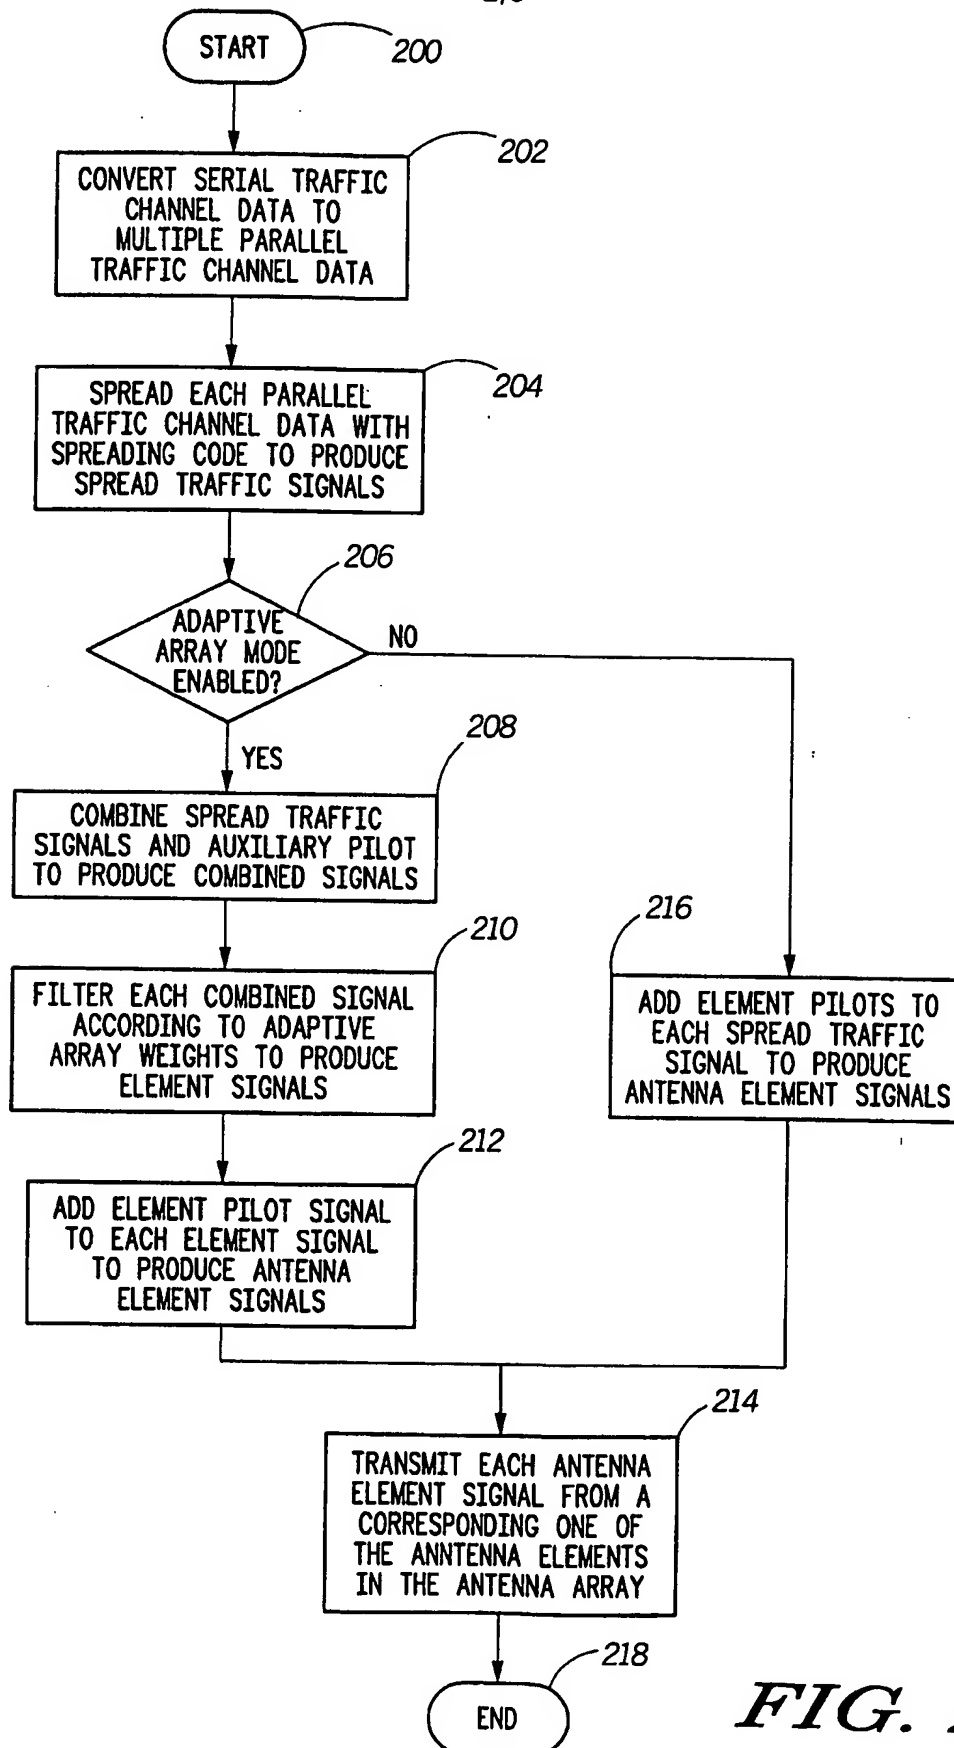 START
200
202
CONVERT SERIAL TRAFFIC
CHANNEL DATA TO
MULTIPLE PARALLEL
TRAFFIC CHANNEL DATA
204
SPREAD EACH PARALLEL
TRAFFIC CHANNEL DATA WITH
SPREADING CODE TO PRODUCE
SPREAD TRAFFIC SIGNALS
206
ADAPTIVE
ARRAY MODE
ENABLED?
NO
YES
208
COMBINE SPREAD TRAFFIC
SIGNALS AND AUXILIARY PILOT
TO PRODUCE COMBINED SIGNALS
210
FILTER EACH COMBINED SIGNAL
ACCORDING TO ADAPTIVE
ARRAY WEIGHTS TO PRODUCE
ELEMENT SIGNALS
216
ADD ELEMENT PILOTS TO
EACH SPREAD TRAFFIC
SIGNAL TO PRODUCE
ANTENNA ELEMENT SIGNALS
212
ADD ELEMENT PILOT SIGNAL
TO EACH ELEMENT SIGNAL
TO PRODUCE ANTENNA
ELEMENT SIGNALS
214
TRANSMIT EACH ANTENNA
ELEMENT SIGNAL FROM A
CORRESPONDING ONE OF
THE ANNTENNA ELEMENTS
IN THE ANTENNA ARRAY
218
END
FIG.